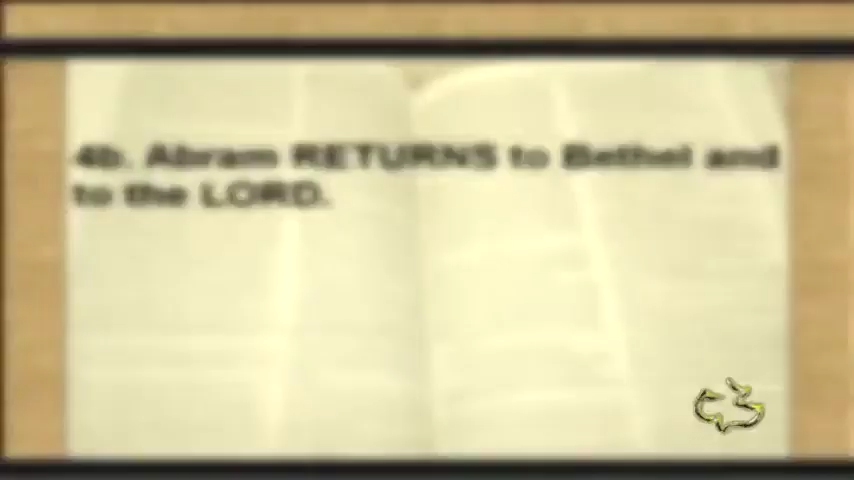 4b. Abram RETURNS to Bethel and
to the LORD.